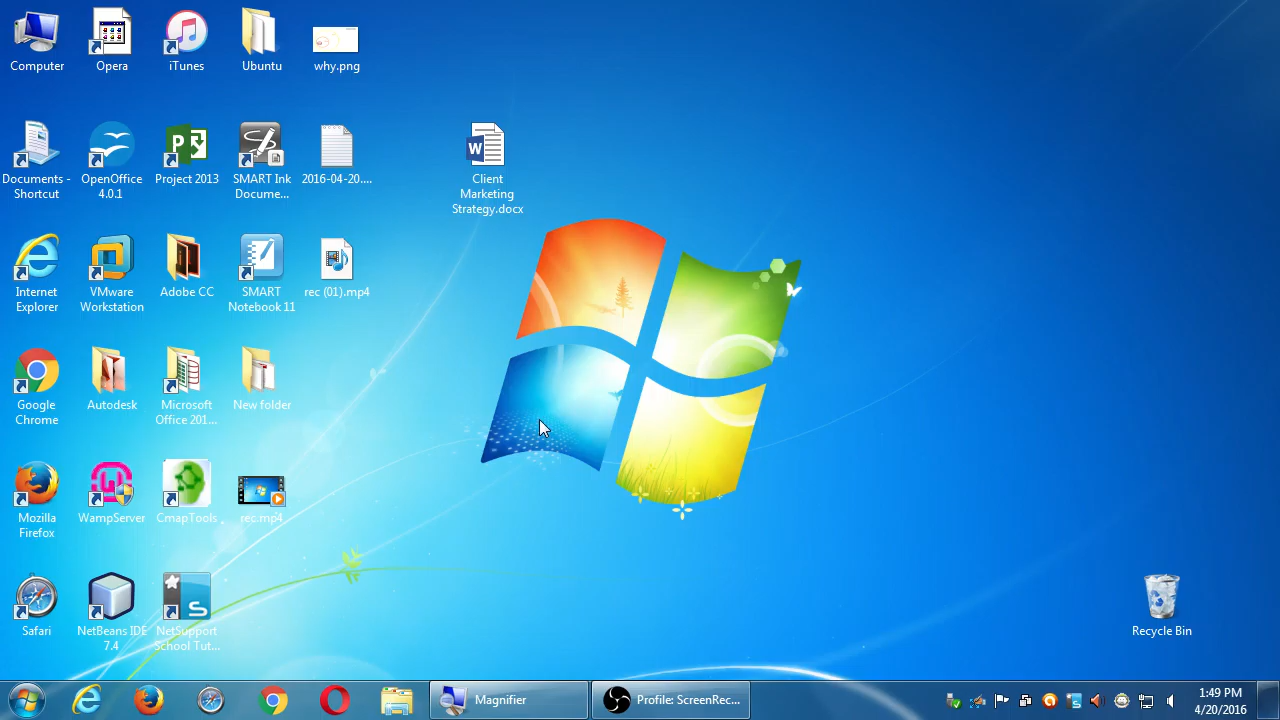 Computer
Opera
iTunes
Ubuntu
why.png
Documents -
Shortcut
OpenOffice
4.0.1
Project 2013
SMART Ink
Docume...
2016-04-20....
Client
Marketing
Strategy.docx
Internet
Explorer
VMware
Workstation
Adobe CC
SMART
Notebook 11
rec (01).mp4
Google
Chrome
Autodesk
Microsoft
Office 201...
New folder
Mozilla
Firefox
WampServer
CmapTools
rec.mp4
Safari
NetBeans IDE
7.4
NetSupport
School Tut...
Recycle Bin
Magnifier
Profile: ScreenRec...
1:49 PM
4/20/2016